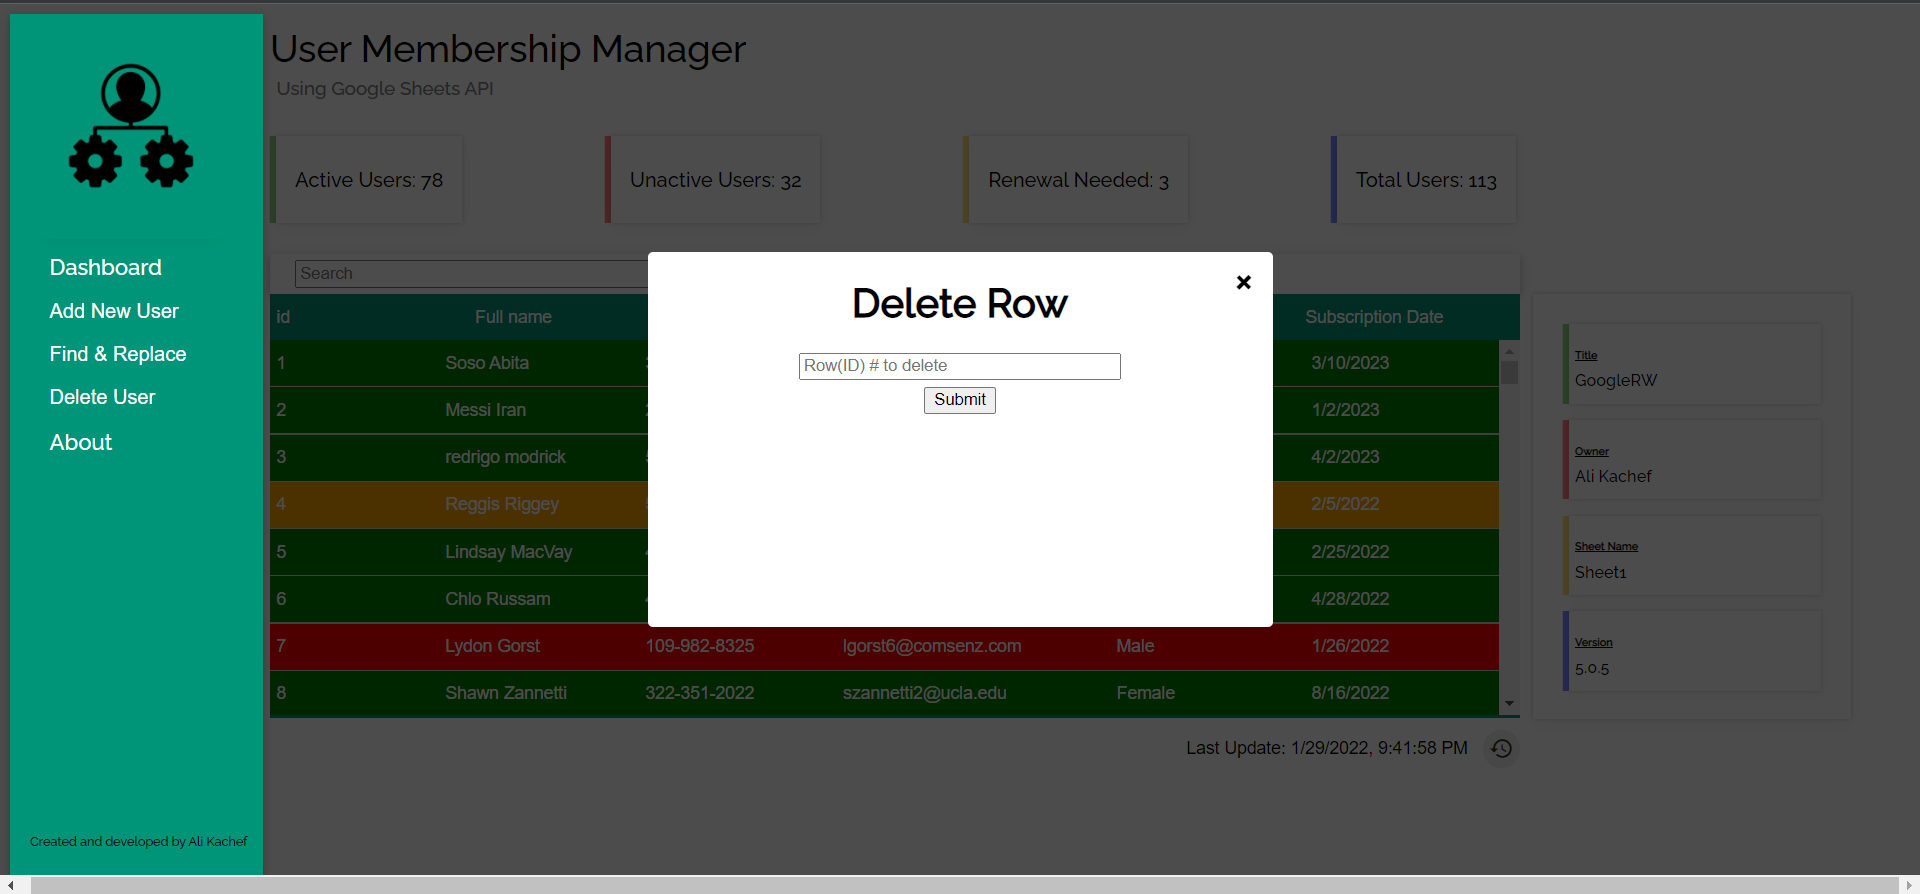 User Membership Manager
Using Google Sheets API
Active Users: 78
Unactive Users: 32
Renewal Needed: 3
Total Users: 113
Dashboard
Add New User
Find & Replace
Delete User
About
Created and developed by Ali Kachef
Search
Delete Row
Row(ID) # to delete
Submit
id Full name Subscription Date
1 Soso Abita 3/10/2023
2 Messi Iran 1/2/2023
3 redrigo modrick 4/2/2023
4 Reggis Riggey 2/5/2022
5 Lindsay MacVay 2/25/2022
6 Chlo Russam 4/28/2022
7 Lydon Gorst 109-982-8325 lgorst6@comsenz.com Male 1/26/2022
8 Shawn Zannetti 322-351-2022 szannetti2@ucla.edu Female 8/16/2022
Last Update: 1/29/2022, 9:41:58 PM
Title
GoogleRW
Owner
Ali Kachef
Sheet Name
Sheet1
Version
5.0.5